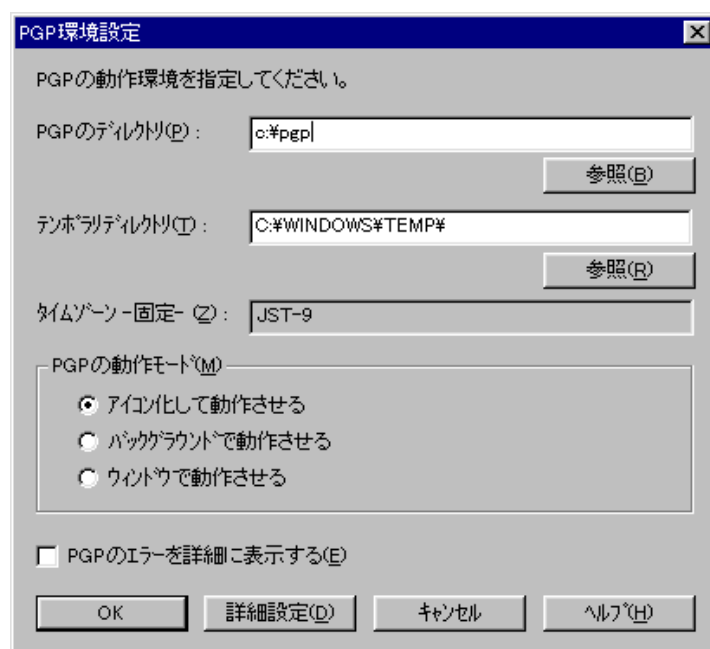 PGP環境設定
PGPの動作環境を指定してください。
PGPのディレクトリ(P)： c:¥pgp
参照(B)
テンポラリディレクトリ(T)： C:¥WINDOWS¥TEMP¥
参照(R)
タイムゾーン -固定- (Z)： JST-9
PGPの動作モード(M)
アイコン化して動作させる
バックグラウンドで動作させる
ウィンドウで動作させる
PGPのエラーを詳細に表示する(E)
OK 詳細設定(D) キャンセル ヘルプ(H)